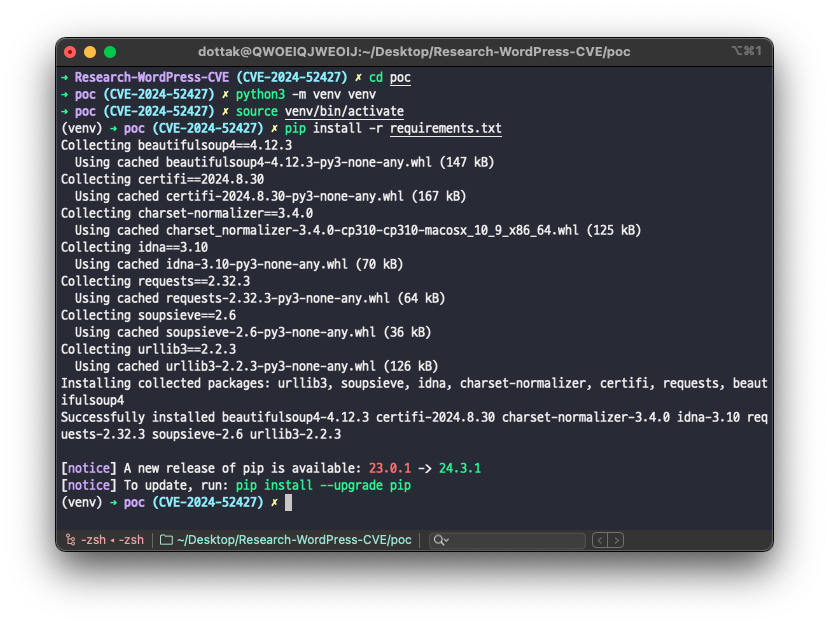 dottak@QWOEIQJWEOIJ:~/Desktop/Research-WordPress-CVE/poc
⌥⌘1
→ Research-WordPress-CVE (CVE-2024-52427) ✗ cd poc
→ poc (CVE-2024-52427) ✗ python3 -m venv venv
→ poc (CVE-2024-52427) ✗ source venv/bin/activate
(venv) → poc (CVE-2024-52427) ✗ pip install -r requirements.txt
Collecting beautifulsoup4==4.12.3
  Using cached beautifulsoup4-4.12.3-py3-none-any.whl (147 kB)
Collecting certifi==2024.8.30
  Using cached certifi-2024.8.30-py3-none-any.whl (167 kB)
Collecting charset-normalizer==3.4.0
  Using cached charset_normalizer-3.4.0-cp310-cp310-macosx_10_9_x86_64.whl (125 kB)
Collecting idna==3.10
  Using cached idna-3.10-py3-none-any.whl (70 kB)
Collecting requests==2.32.3
  Using cached requests-2.32.3-py3-none-any.whl (64 kB)
Collecting soupsieve==2.6
  Using cached soupsieve-2.6-py3-none-any.whl (36 kB)
Collecting urllib3==2.2.3
  Using cached urllib3-2.2.3-py3-none-any.whl (126 kB)
Installing collected packages: urllib3, soupsieve, idna, charset-normalizer, certifi, requests, beaut
ifulsoup4
Successfully installed beautifulsoup4-4.12.3 certifi-2024.8.30 charset-normalizer-3.4.0 idna-3.10 req
uests-2.32.3 soupsieve-2.6 urllib3-2.2.3
[notice] A new release of pip is available: 23.0.1 -> 24.3.1
[notice] To update, run: pip install --upgrade pip
(venv) → poc (CVE-2024-52427) ✗
-zsh ◂ -zsh
~/Desktop/Research-WordPress-CVE/poc